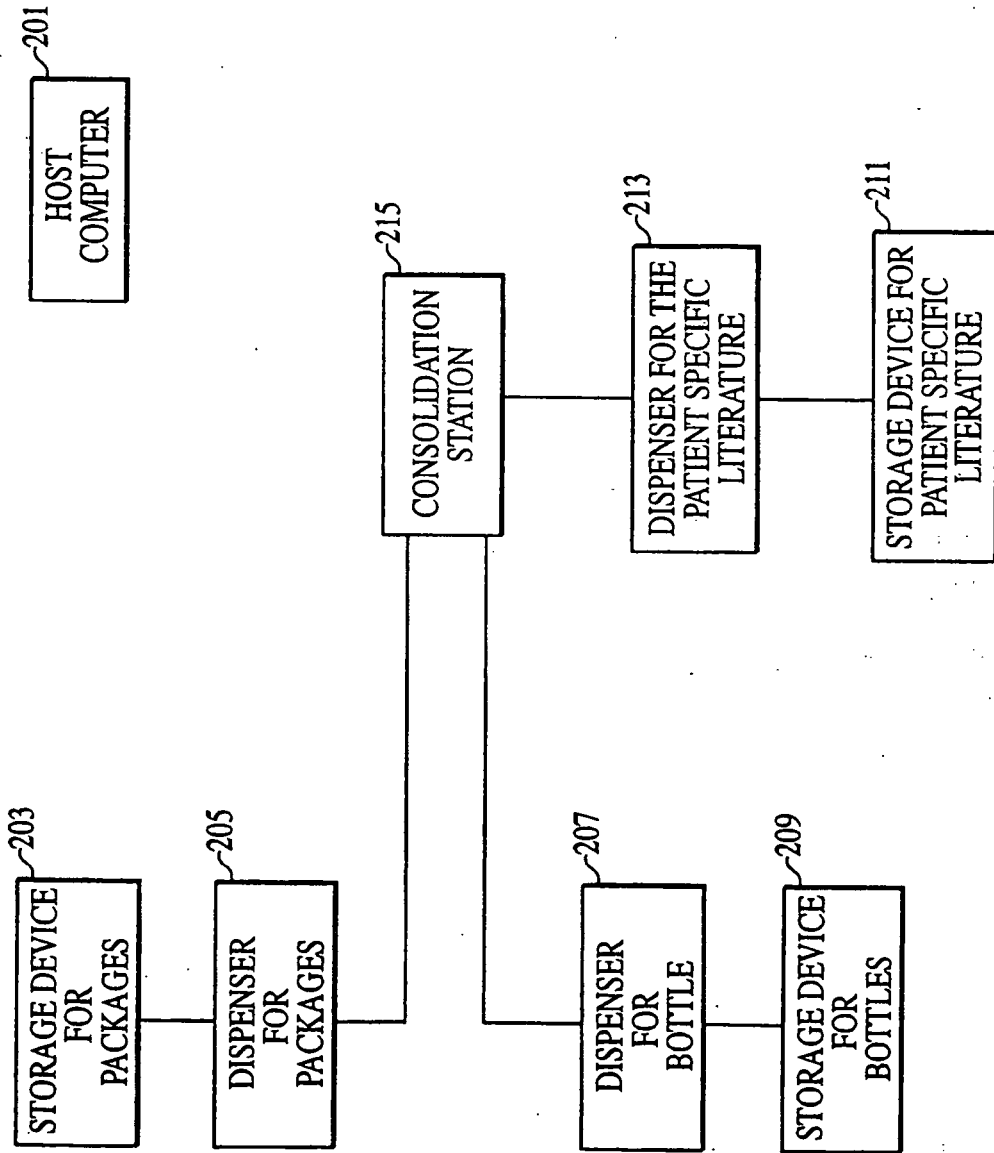 201
HOST
COMPUTER
203
STORAGE DEVICE
FOR
PACKAGES
205
DISPENSER
FOR
PACKAGES
215
CONSOLIDATION
STATION
207
DISPENSER
FOR
BOTTLE
209
STORAGE DEVICE
FOR
BOTTLES
213
DISPENSER FOR THE
PATIENT SPECIFIC
LITERATURE
211
STORAGE DEVICE FOR
PATIENT SPECIFIC
LITERATURE